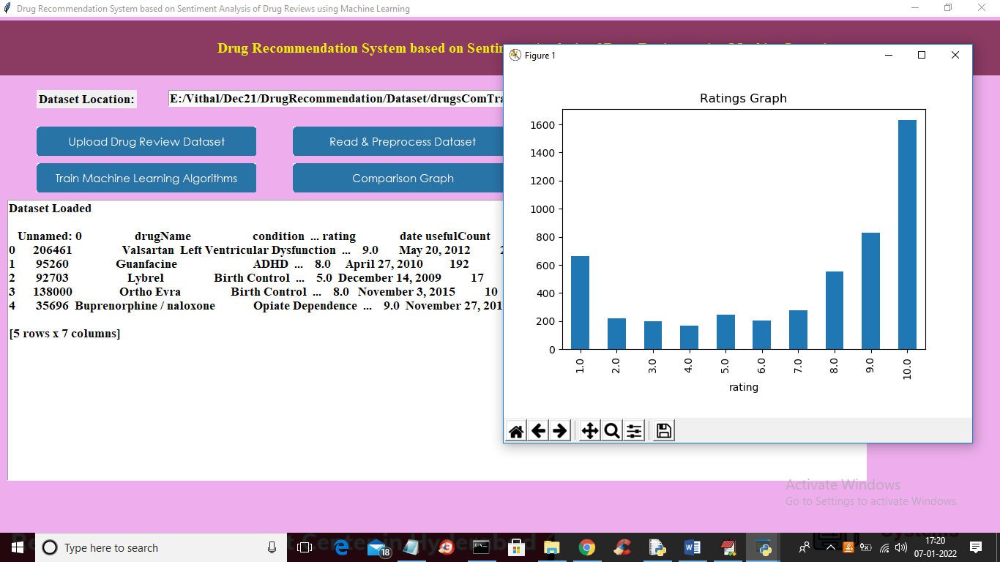 Drug Recommendation System based on Sentiment Analysis of Drug Reviews using Machine Learning
Drug Recommendation System based on
Figure 1
Dataset Location:
E:/Vithal/Dec21/DrugRecommendation/Dataset/drugsComTra
Upload Drug Review Dataset
Read & Preprocess Dataset
Train Machine Learning Algorithms
Comparison Graph
Dataset Loaded
Unnamed: 0 drugName condition ... rating date usefulCount
0 206461 Valsartan Left Ventricular Dysfunction ... 9.0 May 20, 2012
1 95260 Guanfacine ADHD ... 8.0 April 27, 2010 192
2 92703 Lybrel Birth Control ... 5.0 December 14, 2009 17
3 138000 Ortho Evra Birth Control ... 8.0 November 3, 2015 10
4 35696 Buprenorphine / naloxone Opiate Dependence ... 9.0 November 27, 201
[5 rows x 7 columns]
Ratings Graph
1600
1400
1200
1000
800
600
400
200
0
1.0 2.0 3.0 4.0 5.0 6.0 7.0 8.0 9.0 10.0
rating
Activate Windows
Go to Settings to activate Windows.
Type here to search
18
17:20
07-01-2022